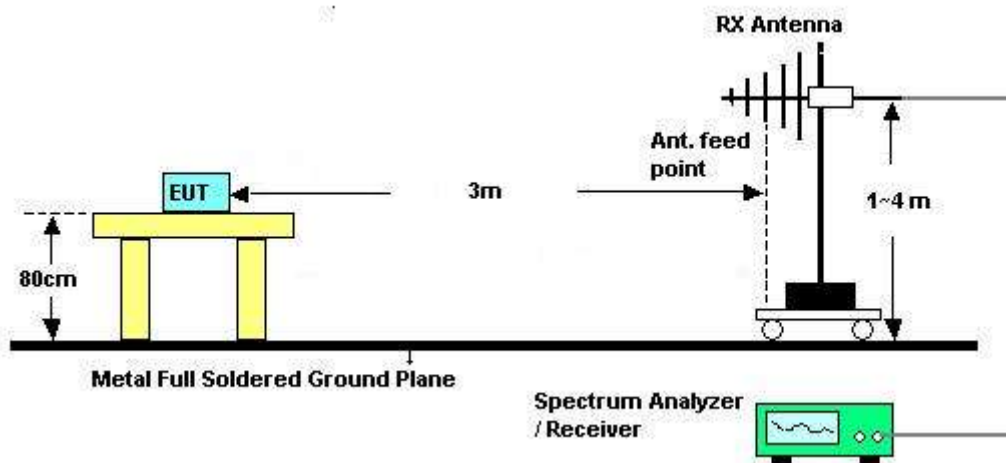 RX Antenna
Ant. feed
point
EUT
3m
1~4 m
80cm
Metal Full Soldered Ground Plane
Spectrum Analyzer
/ Receiver